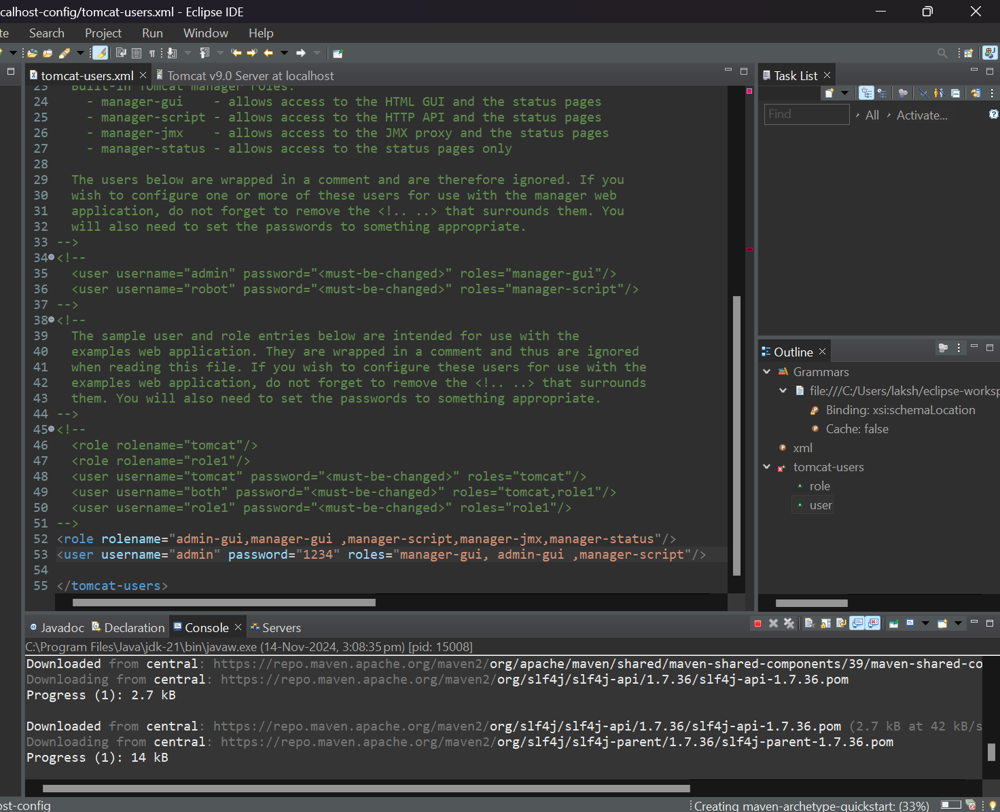 calhost-config/tomcat-users.xml - Eclipse IDE
te Search Project Run Window Help
tomcat-users.xml
Tomcat v9.0 Server at localhost
23 Built-in Tomcat manager roles:
24 - manager-gui - allows access to the HTML GUI and the status pages
25 - manager-script - allows access to the HTTP API and the status pages
26 - manager-jmx - allows access to the JMX proxy and the status pages
27 - manager-status - allows access to the status pages only
28
29 The users below are wrapped in a comment and are therefore ignored. If you
30 wish to configure one or more of these users for use with the manager web
31 application, do not forget to remove the <!.. ..> that surrounds them. You
32 will also need to set the passwords to something appropriate.
33 -->
34 <!--
35 <user username="admin" password="<must-be-changed>" roles="manager-gui"/>
36 <user username="robot" password="<must-be-changed>" roles="manager-script"/>
37 -->
38 <!--
39 The sample user and role entries below are intended for use with the
40 examples web application. They are wrapped in a comment and thus are ignored
41 when reading this file. If you wish to configure these users for use with the
42 examples web application, do not forget to remove the <!.. ..> that surrounds
43 them. You will also need to set the passwords to something appropriate.
44 -->
45 <!--
46 <role rolename="tomcat"/>
47 <role rolename="role1"/>
48 <user username="tomcat" password="<must-be-changed>" roles="tomcat"/>
49 <user username="both" password="<must-be-changed>" roles="tomcat,role1"/>
50 <user username="role1" password="<must-be-changed>" roles="role1"/>
51 -->
52 <role rolename="admin-gui,manager-gui ,manager-script,manager-jmx,manager-status"/>
53 <user username="admin" password="1234" roles="manager-gui, admin-gui ,manager-script"/>
54
55 </tomcat-users>
Task List
Find
All
Activate...
Outline
Grammars
file:///C:/Users/laksh/eclipse-worksp
Binding: xsi:schemaLocation
Cache: false
xml
tomcat-users
role
user
Javadoc Declaration Console Servers
C:\Program Files\Java\jdk-21\bin\javaw.exe (14-Nov-2024, 3:08:35 pm) [pid: 15008]
Downloaded from central: https://repo.maven.apache.org/maven2/org/apache/maven/shared/maven-shared-components/39/maven-shared-co
Downloading from central: https://repo.maven.apache.org/maven2/org/slf4j/slf4j-api/1.7.36/slf4j-api-1.7.36.pom
Progress (1): 2.7 kB
Downloaded from central: https://repo.maven.apache.org/maven2/org/slf4j/slf4j-api/1.7.36/slf4j-api-1.7.36.pom (2.7 kB at 42 kB/s
Downloading from central: https://repo.maven.apache.org/maven2/org/slf4j/slf4j-parent/1.7.36/slf4j-parent-1.7.36.pom
Progress (1): 14 kB
ost-config
Creating maven-archetype-quickstart: (33%)